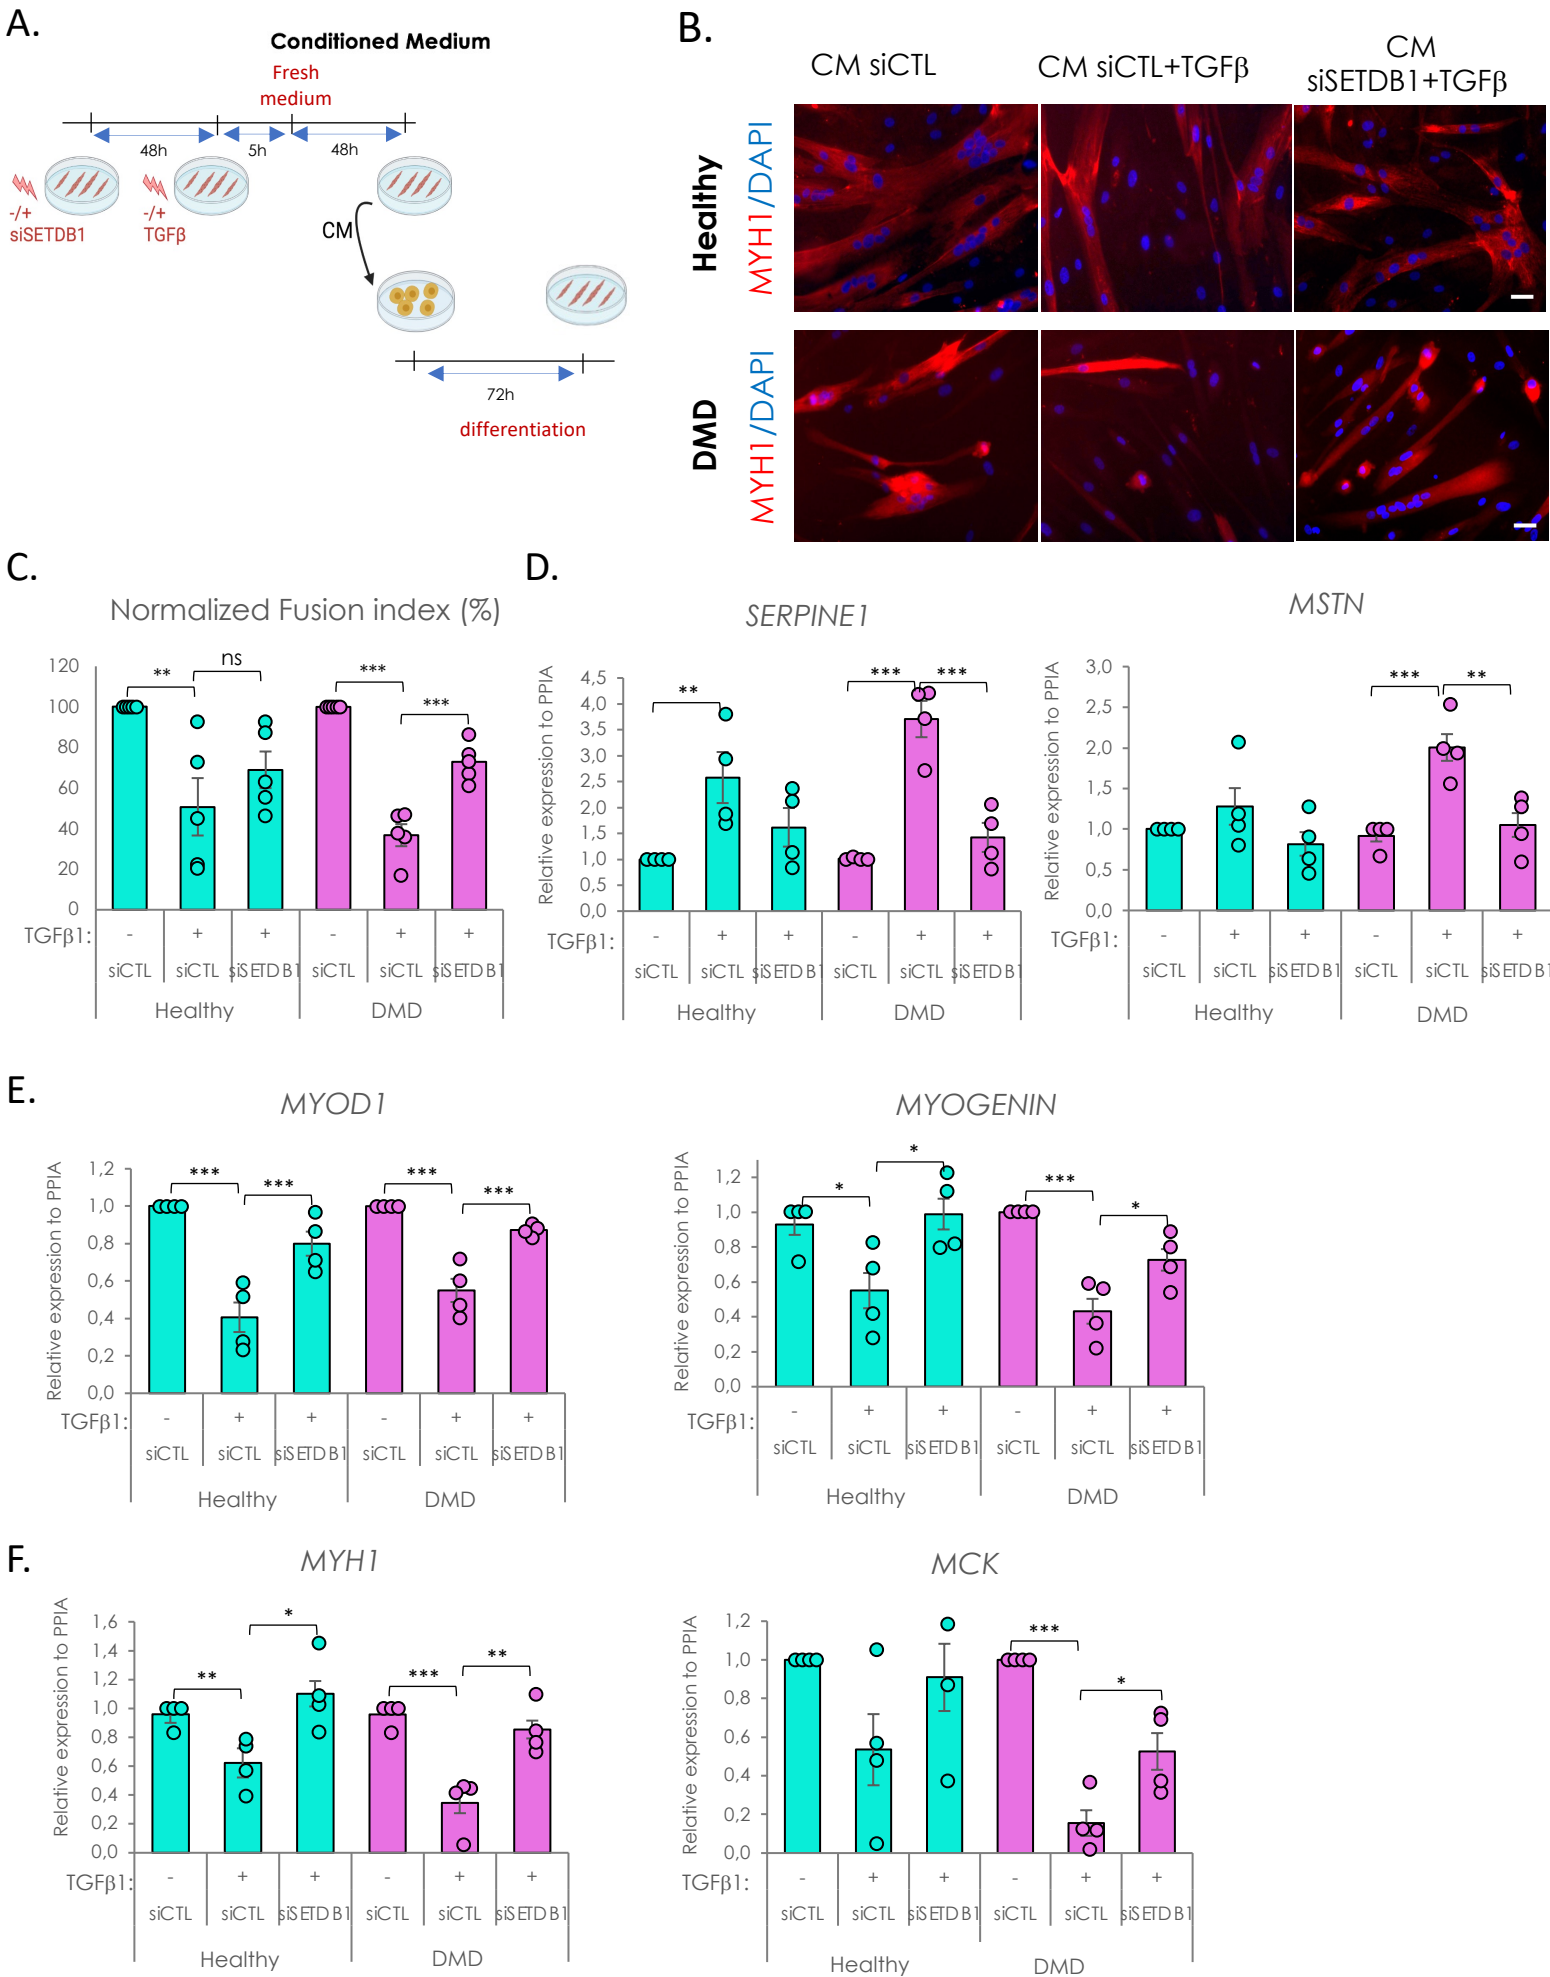 A.
Conditioned Medium
Fresh
medium
48h
5h
48h
-/+
siSETDB1
-/+
TGFβ
CM
72h
differentiation
B.
CM siCTL
CM siCTL+TGFβ
CM
siSETDB1+TGFβ
Healthy
MYH1/DAPI
DMD
MYH1/DAPI
C.
Normalized Fusion index (%)
120
100
80
60
40
20
0
**
ns
***
***
TGFβ1:
-
+
+
-
+
+
siCTL
siCTL
siSETDB1
siCTL
siCTL
siSETDB1
Healthy
DMD
D.
SERPINE1
Relative expression to PPIA
4,5
4,0
3,5
3,0
2,5
2,0
1,5
1,0
0,5
0,0
**
***
***
TGFβ1:
-
+
+
-
+
+
siCTL
siCTL
siSETDB1
siCTL
siCTL
siSETDB1
Healthy
DMD
MSTN
Relative expression to PPIA
3,0
2,5
2,0
1,5
1,0
0,5
0,0
***
**
TGFβ1:
-
+
+
-
+
+
siCTL
siCTL
siSETDB1
siCTL
siCTL
siSETDB1
Healthy
DMD
E.
MYOD1
Relative expression to PPIA
1,2
1,0
0,8
0,6
0,4
0,2
0,0
***
***
***
***
TGFβ1:
-
+
+
-
+
+
siCTL
siCTL
siSETDB1
siCTL
siCTL
siSETDB1
Healthy
DMD
MYOGENIN
Relative expression to PPIA
1,2
1,0
0,8
0,6
0,4
0,2
0,0
*
*
***
*
TGFβ1:
-
+
+
-
+
+
siCTL
siCTL
siSETDB1
siCTL
siCTL
siSETDB1
Healthy
DMD
F.
MYH1
Relative expression to PPIA
1,6
1,4
1,2
1,0
0,8
0,6
0,4
0,2
0,0
**
*
***
**
TGFβ1:
-
+
+
-
+
+
siCTL
siCTL
siSETDB1
siCTL
siCTL
siSETDB1
Healthy
DMD
MCK
Relative expression to PPIA
1,2
1,0
0,8
0,6
0,4
0,2
0,0
***
*
TGFβ1:
-
+
+
-
+
+
siCTL
siCTL
siSETDB1
siCTL
siCTL
siSETDB1
Healthy
DMD